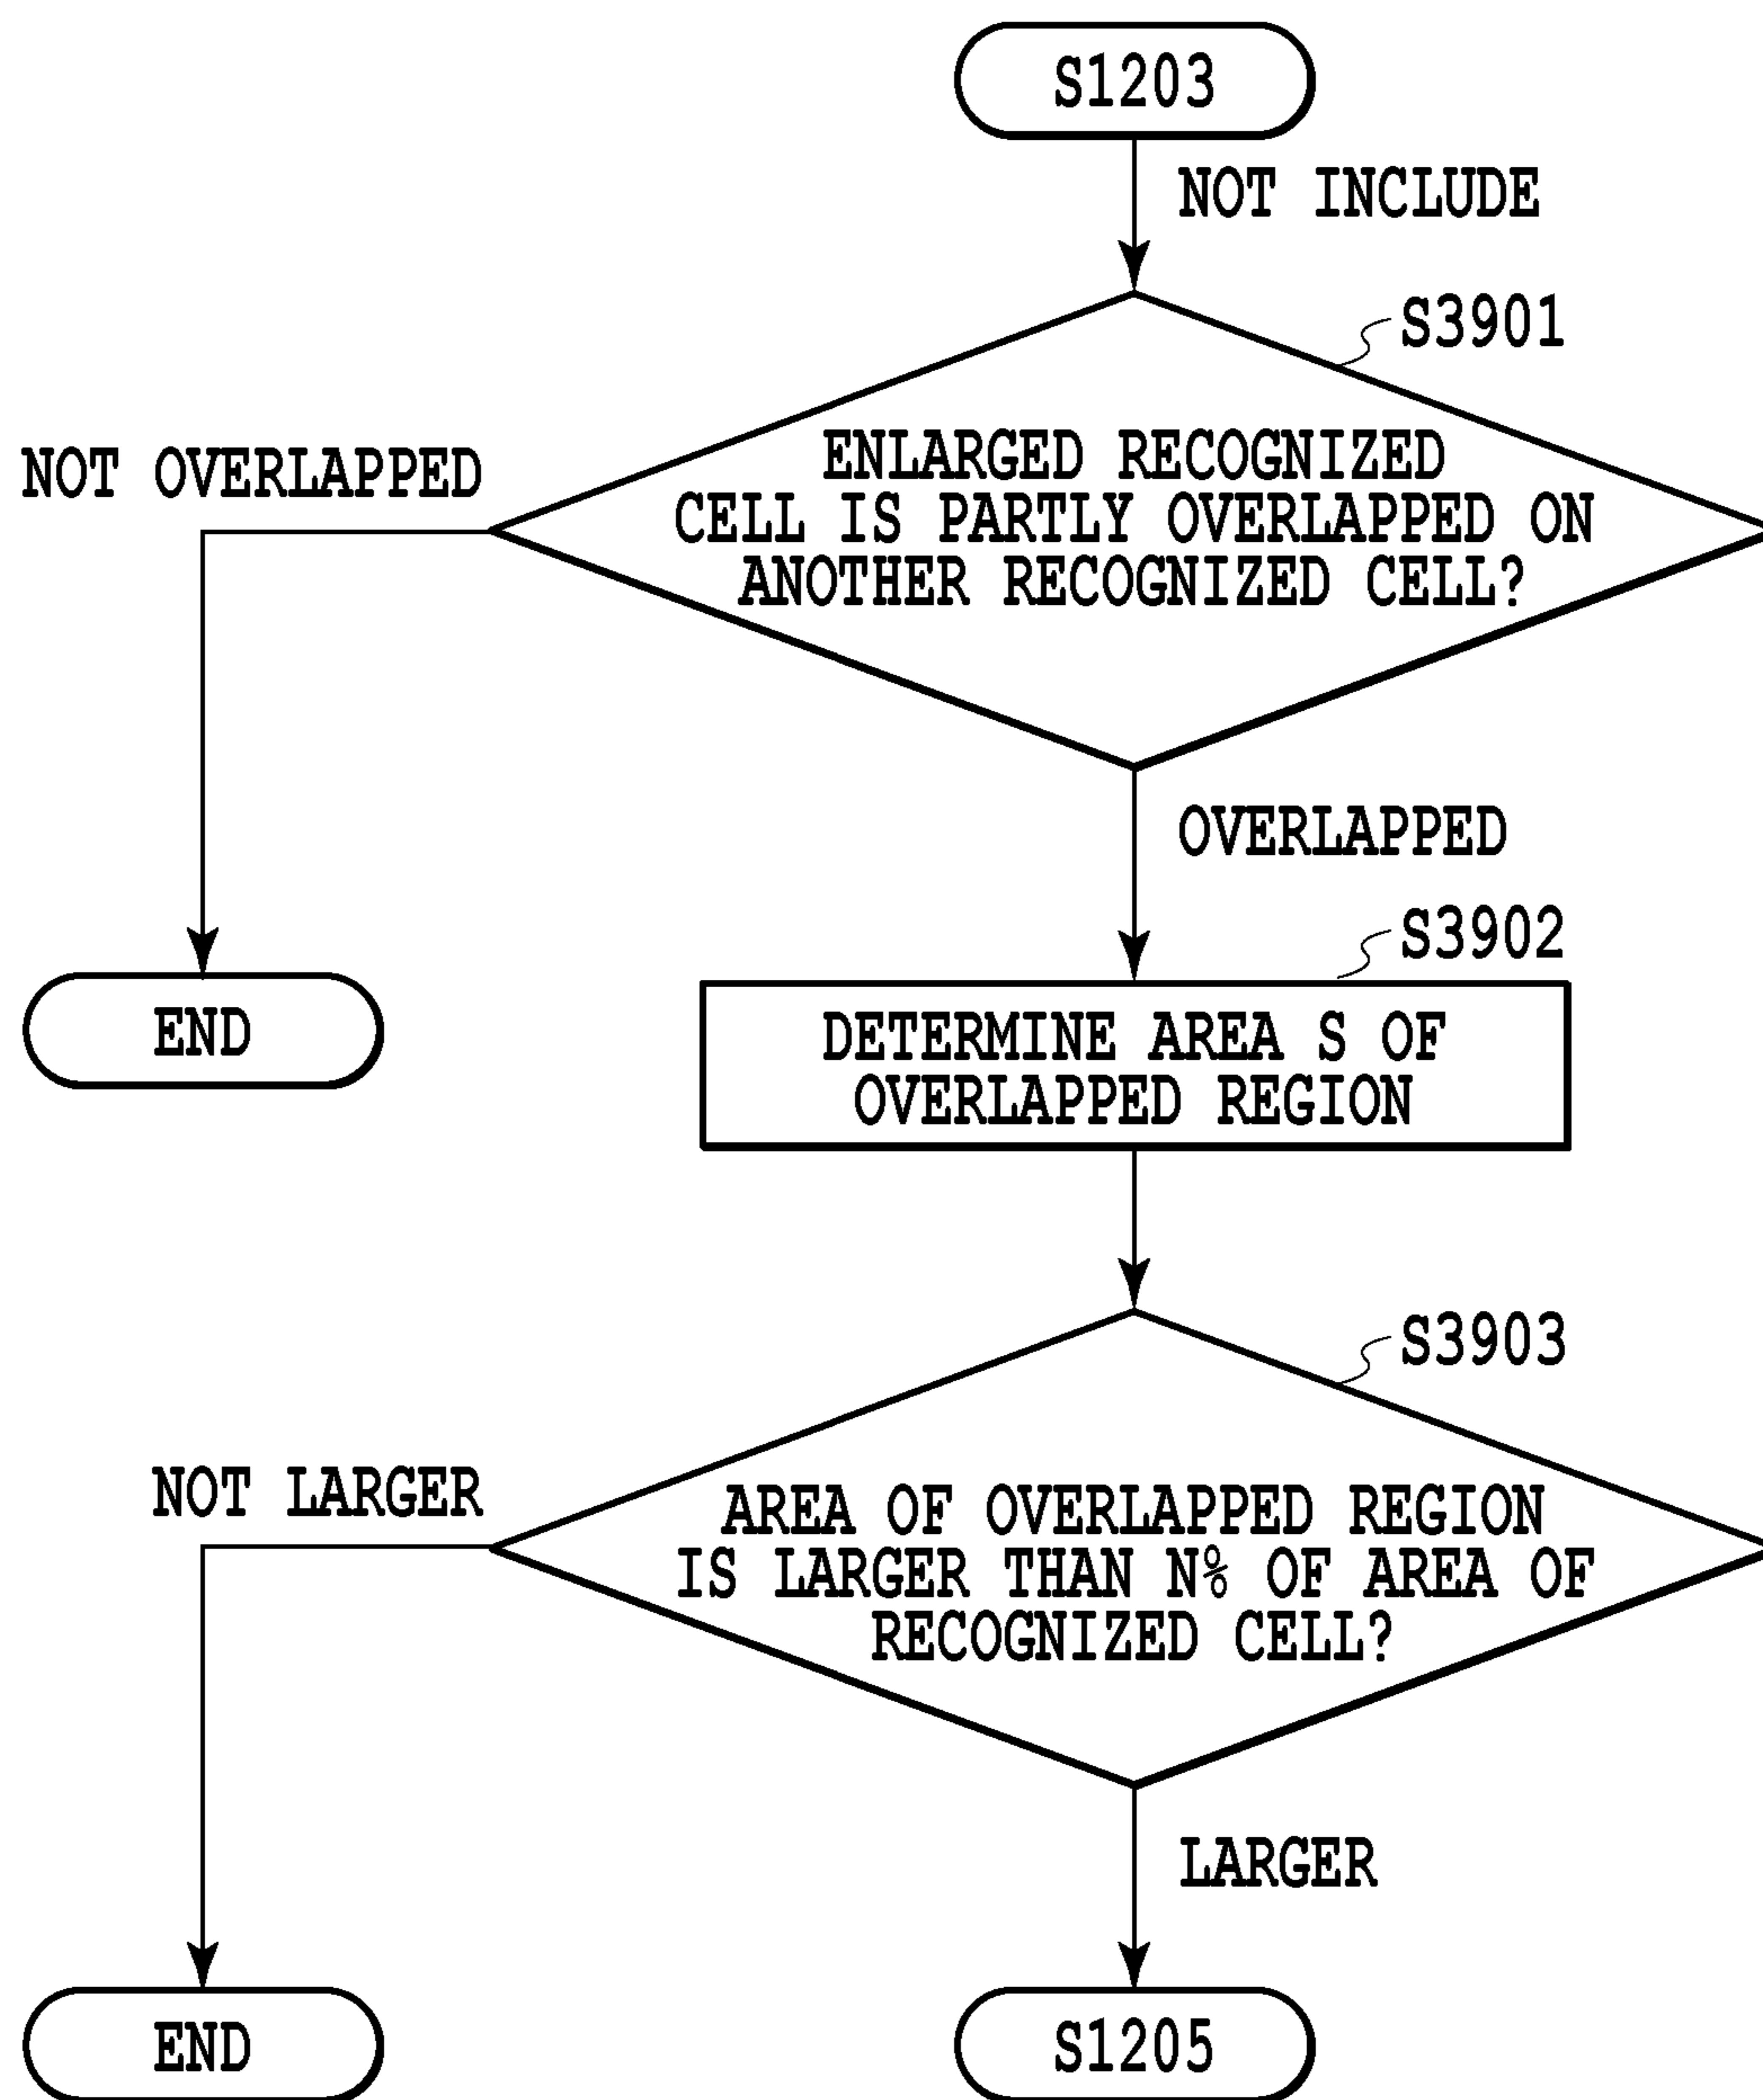 S1203
NOT INCLUDE
S3901
ENLARGED RECOGNIZED
CELL IS PARTLY OVERLAPPED ON
ANOTHER RECOGNIZED CELL?
NOT OVERLAPPED
OVERLAPPED
S3902
END
DETERMINE AREA S OF
OVERLAPPED REGION
S3903
NOT LARGER
AREA OF OVERLAPPED REGION
IS LARGER THAN N% OF AREA OF
RECOGNIZED CELL?
LARGER
END
S1205